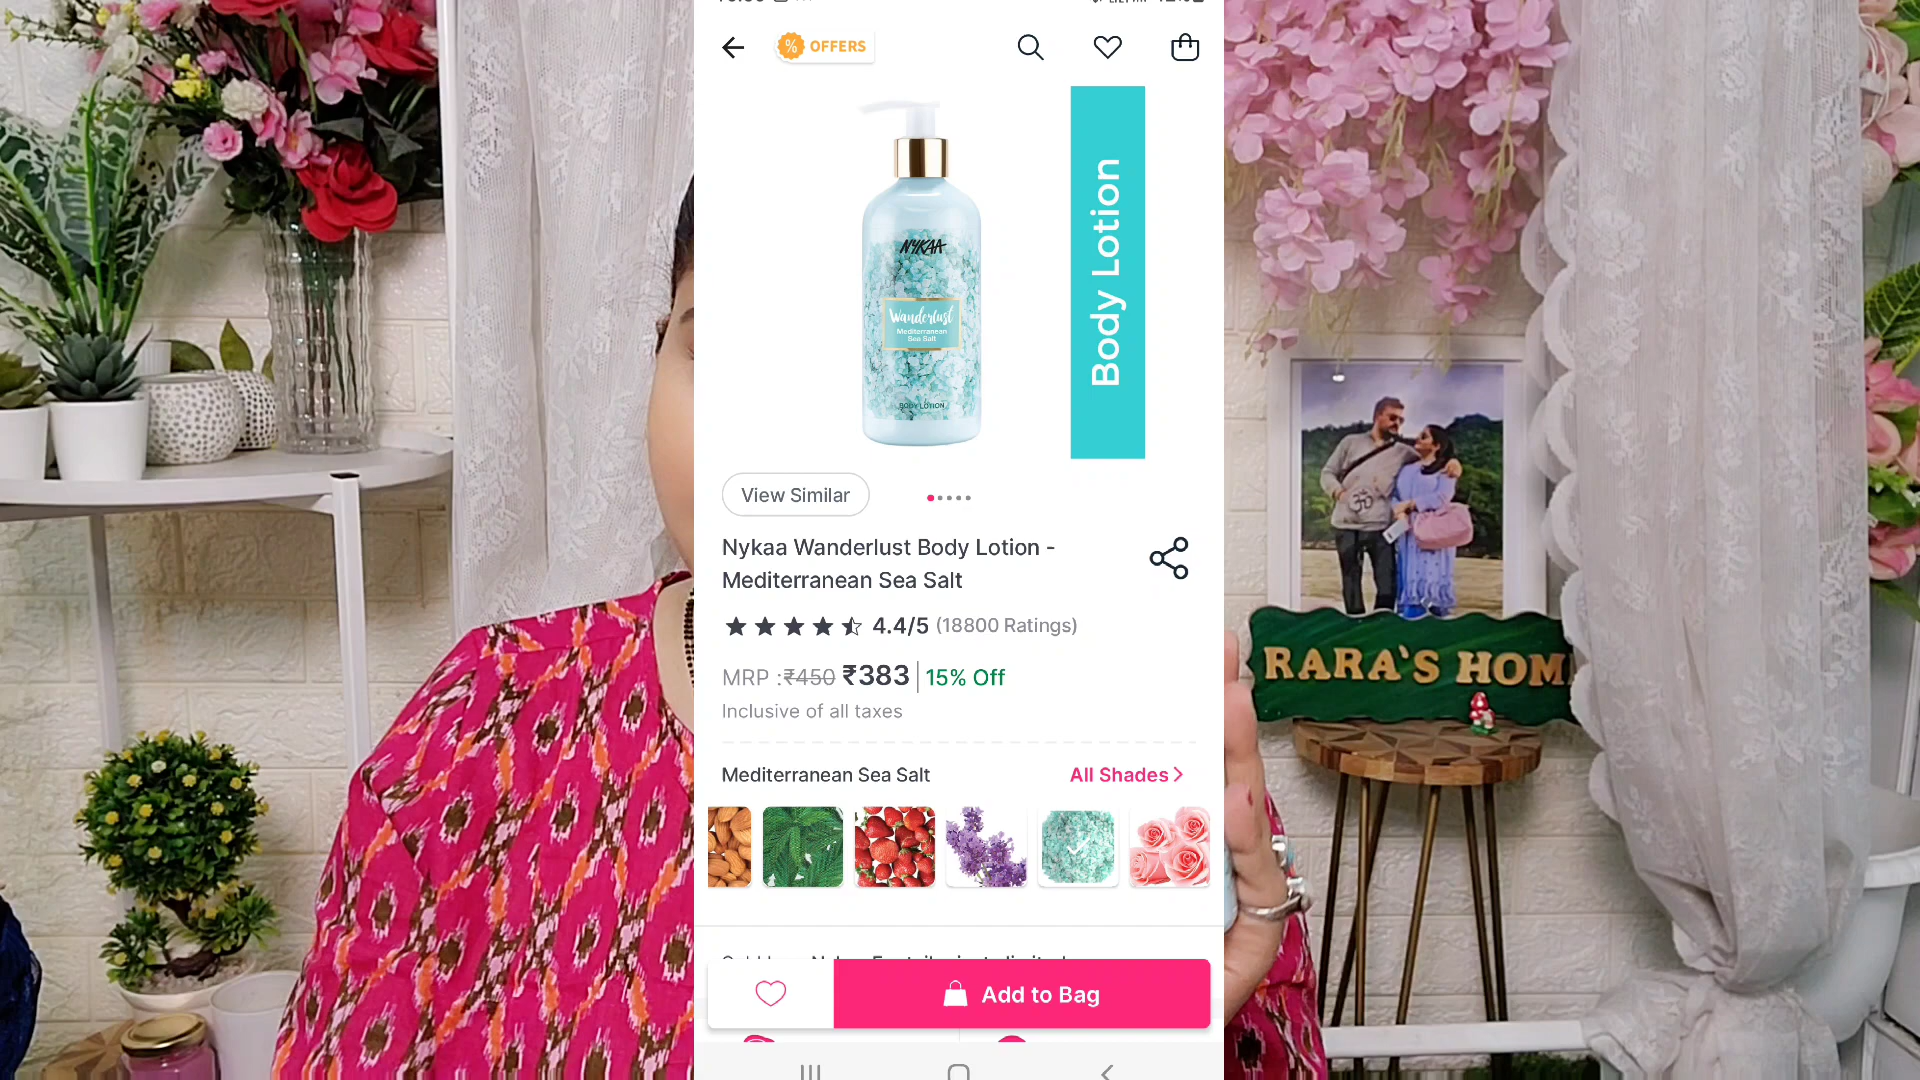 OFFERS
NYKAA
Wanderlust
Mediterranean
Sea Salt
BODY LOTION
Body Lotion
View Similar
Nykaa Wanderlust Body Lotion -
Mediterranean Sea Salt
4.4/5 (18800 Ratings)
MRP :₹450 ₹383 | 15% Off
Inclusive of all taxes
Mediterranean Sea Salt
All Shades
Add to Bag
RARA'S HOM